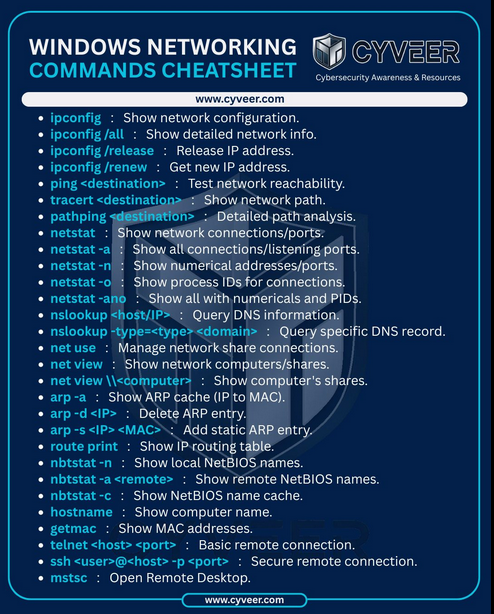 WINDOWS NETWORKING
COMMANDS CHEATSHEET
CYVEER
Cybersecurity Awareness & Resources
www.cyveer.com
• ipconfig : Show network configuration.
• ipconfig /all : Show detailed network info.
• ipconfig /release : Release IP address.
• ipconfig /renew : Get new IP address.
• ping <destination> : Test network reachability.
• tracert <destination> : Show network path.
• pathping <destination> : Detailed path analysis.
• netstat : Show network connections/ports.
• netstat -a : Show all connections/listening ports.
• netstat -n : Show numerical addresses/ports.
• netstat -o : Show process IDs for connections.
• netstat -ano : Show all with numericals and PIDs.
• nslookup <host/IP> : Query DNS information.
• nslookup -type=<type> <domain> : Query specific DNS record.
• net use : Manage network share connections.
• net view : Show network computers/shares.
• net view \\<computer> : Show computer's shares.
• arp -a : Show ARP cache (IP to MAC).
• arp -d <IP> : Delete ARP entry.
• arp -s <IP> <MAC> : Add static ARP entry.
• route print : Show IP routing table.
• nbtstat -n : Show local NetBIOS names.
• nbtstat -a <remote> : Show remote NetBIOS names.
• nbtstat -c : Show NetBIOS name cache.
• hostname : Show computer name.
• getmac : Show MAC addresses.
• telnet <host> <port> : Basic remote connection.
• ssh <user>@<host> -p <port> : Secure remote connection.
• mstsc : Open Remote Desktop.
www.cyveer.com